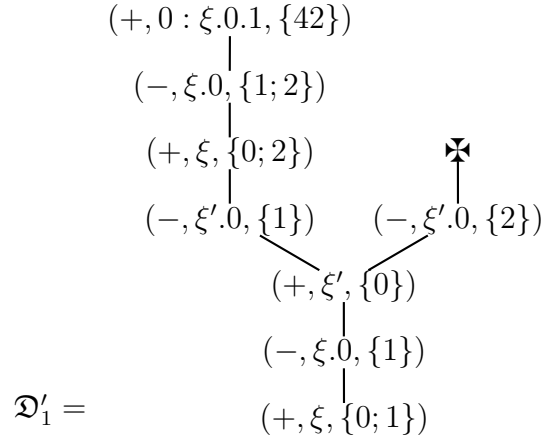 (+, 0 : ξ.0.1, {42})
(−, ξ.0, {1; 2})
(+, ξ, {0; 2})
✠
(−, ξ′.0, {1})
(−, ξ′.0, {2})
(+, ξ′, {0})
(−, ξ.0, {1})
𝔇′₁ =
(+, ξ, {0; 1})